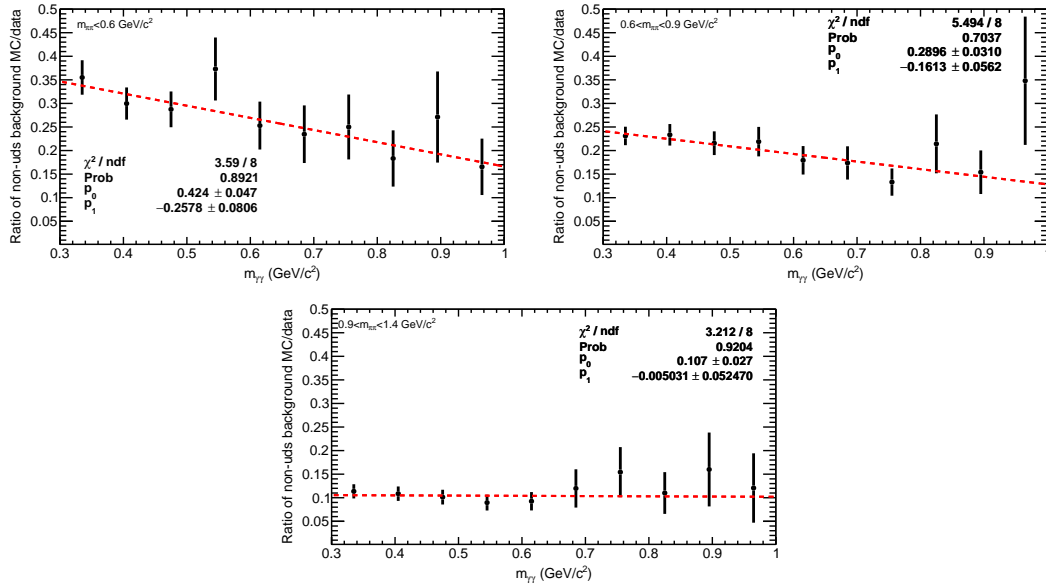 m_ππ<0.6 GeV/c²
Ratio of non-uds background MC/data
0.5
0.45
0.4
0.35
0.3
0.25
0.2
0.15
0.1
0.05
χ² / ndf 3.59 / 8
Prob 0.8921
p₀ 0.424 ± 0.047
p₁ −0.2578 ± 0.0806
0.3 0.4 0.5 0.6 0.7 0.8 0.9 1
m_γγ (GeV/c²)
0.6<m_ππ<0.9 GeV/c²
Ratio of non-uds background MC/data
0.5
0.45
0.4
0.35
0.3
0.25
0.2
0.15
0.1
0.05
χ² / ndf 5.494 / 8
Prob 0.7037
p₀ 0.2896 ± 0.0310
p₁ −0.1613 ± 0.0562
0.3 0.4 0.5 0.6 0.7 0.8 0.9 1
m_γγ (GeV/c²)
0.9<m_ππ<1.4 GeV/c²
Ratio of non-uds background MC/data
0.5
0.45
0.4
0.35
0.3
0.25
0.2
0.15
0.1
0.05
χ² / ndf 3.212 / 8
Prob 0.9204
p₀ 0.107 ± 0.027
p₁ −0.005031 ± 0.052470
0.3 0.4 0.5 0.6 0.7 0.8 0.9 1
m_γγ (GeV/c²)